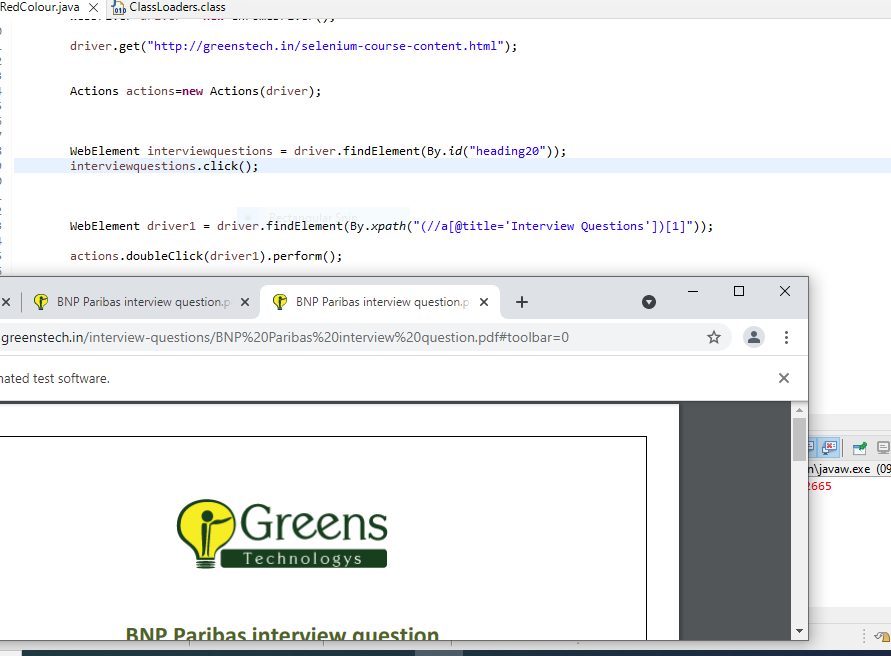 RedColour.java ClassLoaders.class
driver.get("http://greenstech.in/selenium-course-content.html");
Actions actions=new Actions(driver);
WebElement interviewquestions = driver.findElement(By.id("heading20"));
interviewquestions.click();
Rectangular Snip
WebElement driver1 = driver.findElement(By.xpath("(//a[@title='Interview Questions'])[1]"));
actions.doubleClick(driver1).perform();
BNP Paribas interview question.p BNP Paribas interview question.p
greenstech.in/interview-questions/BNP%20Paribas%20interview%20question.pdf#toolbar=0
nated test software.
n\javaw.exe (09
2665
Greens
Technologys
BNP Paribas interview question